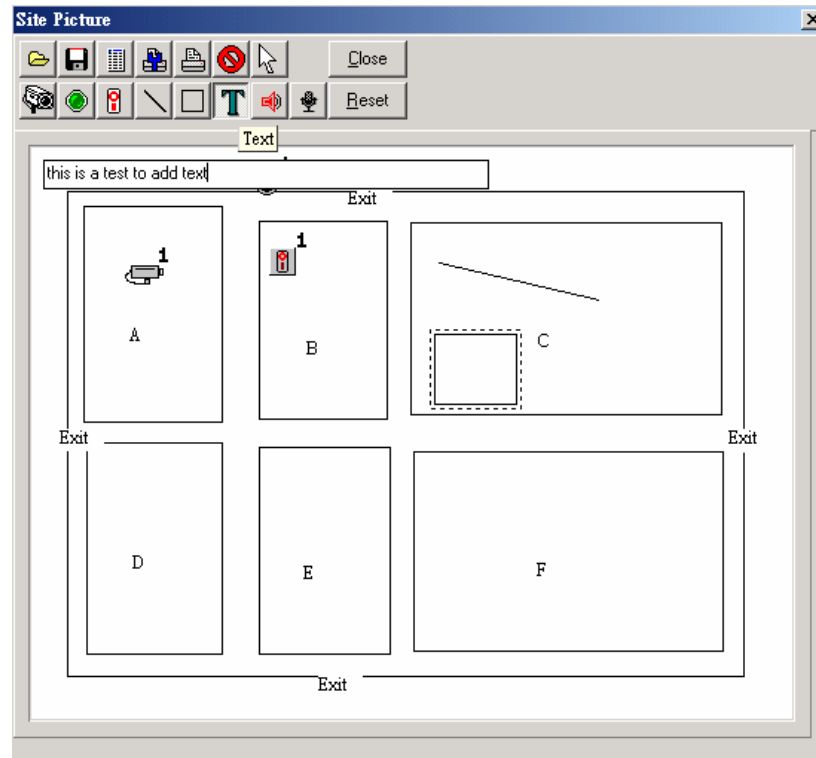 Site Picture
Close
T
Reset
Text
this is a test to add text
Exit
1
1
A
B
C
Exit
Exit
D
E
F
Exit